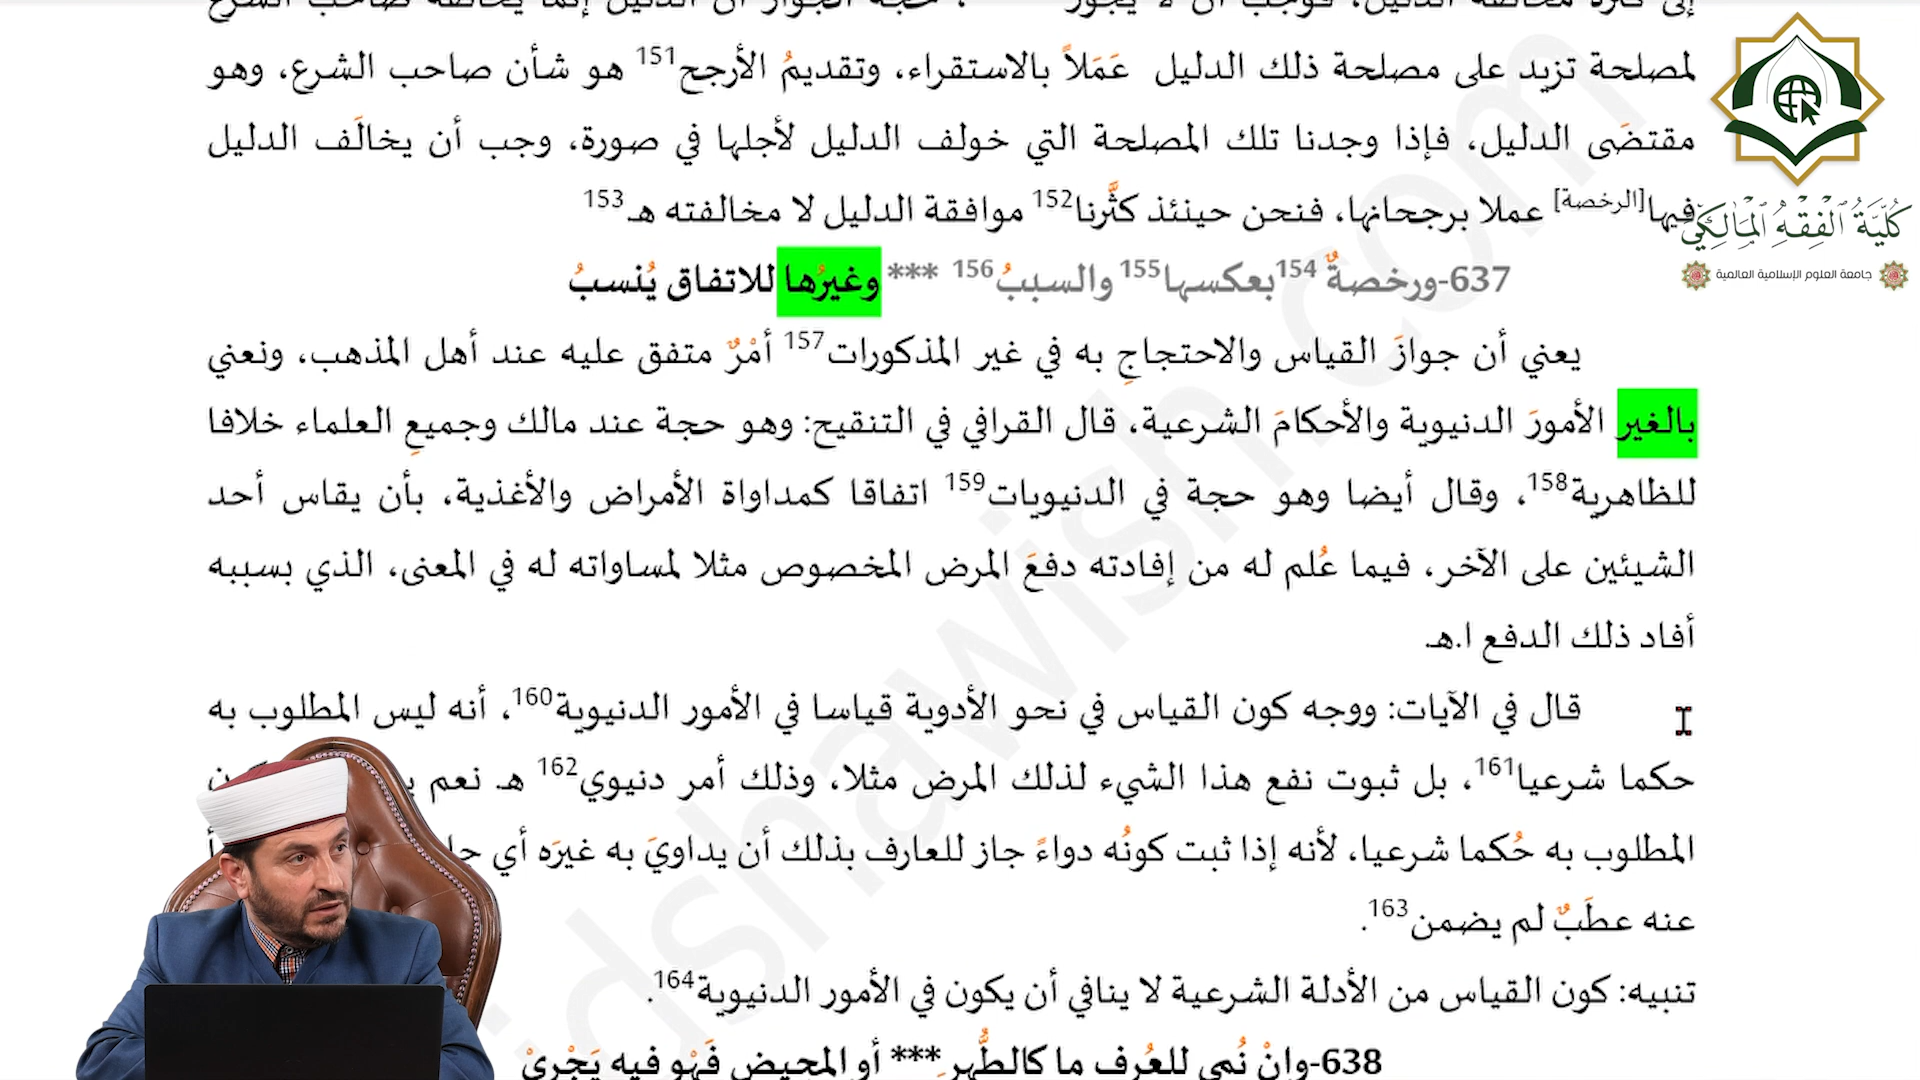 لمصلحة تزيد على مصلحة ذلك الدليل عَمَلاً بالاستقراء، وتقديمُ الأرجح151 هو شأن صاحب الشرع، وهو
مقتضَى الدليل، فإذا وجدنا تلك المصلحة التي خولف الدليل لأجلها في صورة، وجب أن يخالَف الدليل
فيها[الرخصة] عملا برجحانها، فنحن حينئذ كثَّرنا152 موافقة الدليل لا مخالفته هـ153
637-ورخصةٌ154 بعكسها155 والسببُ156 *** وغيرُها للاتفاق يُنسبُ
يعني أن جوازَ القياس والاحتجاجِ به في غير المذكورات157 أمْرٌ متفق عليه عند أهل المذهب، ونعني
بالغير الأمورَ الدنيوية والأحكامَ الشرعية، قال القرافي في التنقيح: وهو حجة عند مالك وجميعِ العلماء خلافا
للظاهرية158، وقال أيضا وهو حجة في الدنيويات159 اتفاقا كمداواة الأمراض والأغذية، بأن يقاس أحد
الشيئين على الآخر، فيما عُلم له من إفادته دفعَ المرض المخصوص مثلا لمساواته له في المعنى، الذي بسببه
أفاد ذلك الدفع ا.هـ.
قال في الآيات: ووجه كون القياس في نحو الأدوية قياسا في الأمور الدنيوية160، أنه ليس المطلوب به
حكما شرعيا161، بل ثبوت نفع هذا الشيء لذلك المرض مثلا، وذلك أمر دنيوي162 هـ نعم
المطلوب به حُكما شرعيا، لأنه إذا ثبت كونُه دواءً جاز للعارف بذلك أن يداويَ به غيرَه أي
عنه عطَبٌ لم يضمن163.
تنبيه: كون القياس من الأدلة الشرعية لا ينافي أن يكون في الأمور الدنيوية164.
638-وإنْ نُمي للعُرف ما كالطُّهرِ *** أو المحيض فَهْو فيه يَجْريْ
كُلِّيَّةُ الْفِقْهِ الْمَالِكِيِّ
جامعة العلوم الإسلامية العالمية